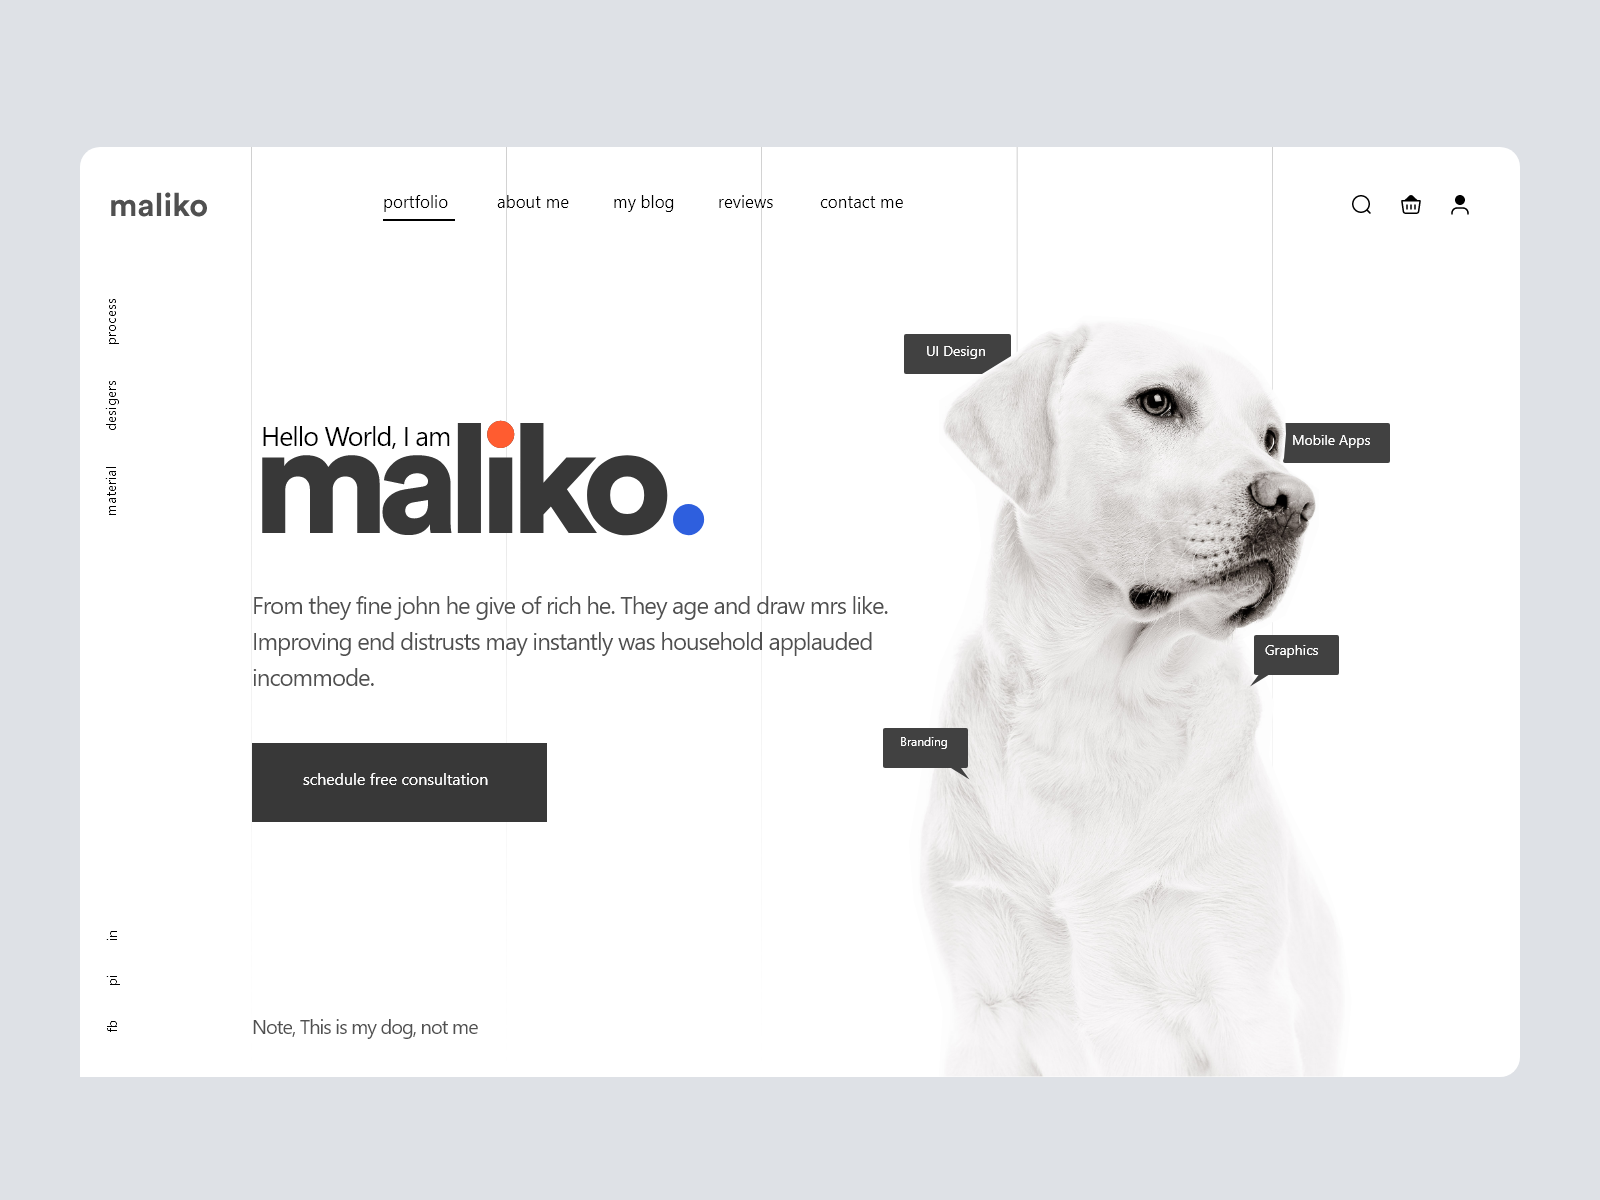 maliko
portfolio
about me
my blog
reviews
contact me
process
desigers
material
UI Design
Mobile Apps
Hello World, I am
maliko.
From they fine john he give of rich he. They age and draw mrs like.
Improving end distrusts may instantly was household applauded
incommode.
Graphics
Branding
schedule free consultation
in
pi
fb
Note, This is my dog, not me